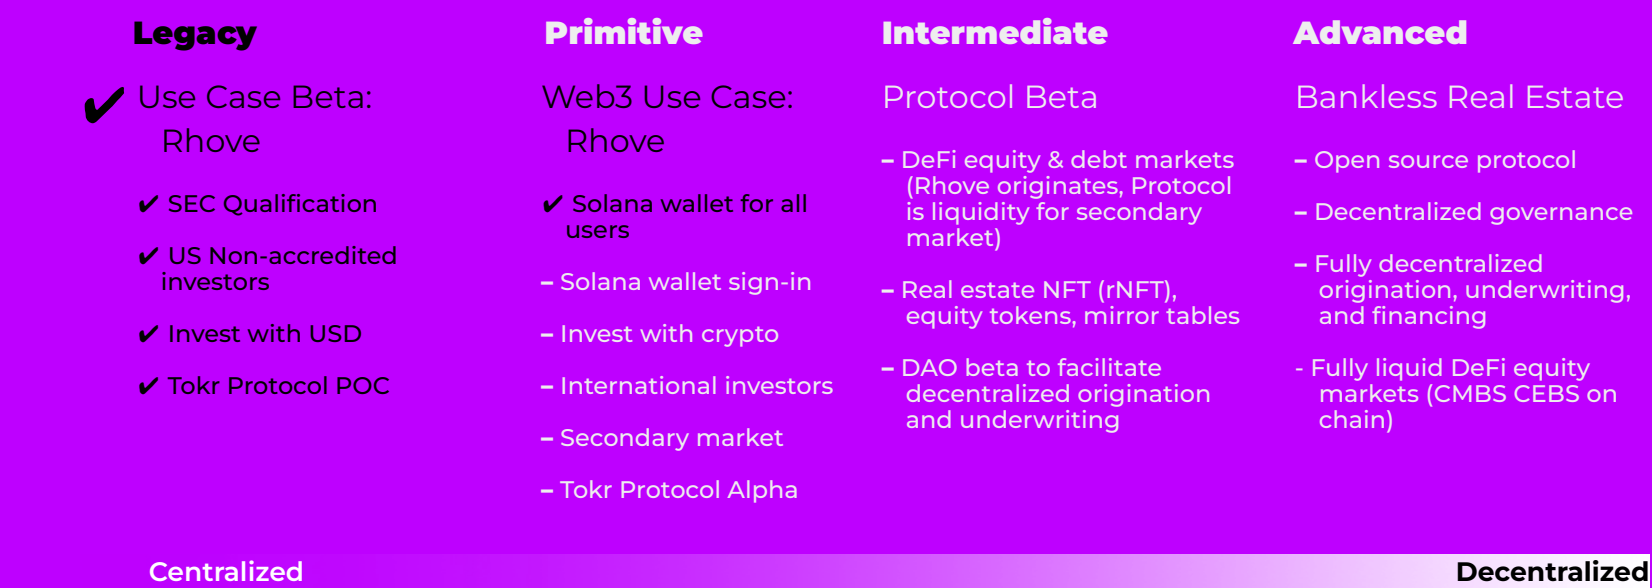 Legacy
✔ Use Case Beta:
Rhove
✔ SEC Qualification
✔ US Non-accredited
investors
✔ Invest with USD
✔ Tokr Protocol POC
Primitive
Web3 Use Case:
Rhove
✔ Solana wallet for all
users
– Solana wallet sign-in
– Invest with crypto
– International investors
– Secondary market
– Tokr Protocol Alpha
Intermediate
Protocol Beta
– DeFi equity & debt markets
(Rhove originates, Protocol
is liquidity for secondary
market)
– Real estate NFT (rNFT),
equity tokens, mirror tables
– DAO beta to facilitate
decentralized origination
and underwriting
Advanced
Bankless Real Estate
– Open source protocol
– Decentralized governance
– Fully decentralized
origination, underwriting,
and financing
- Fully liquid DeFi equity
markets (CMBS CEBS on
chain)
Centralized
Decentralized